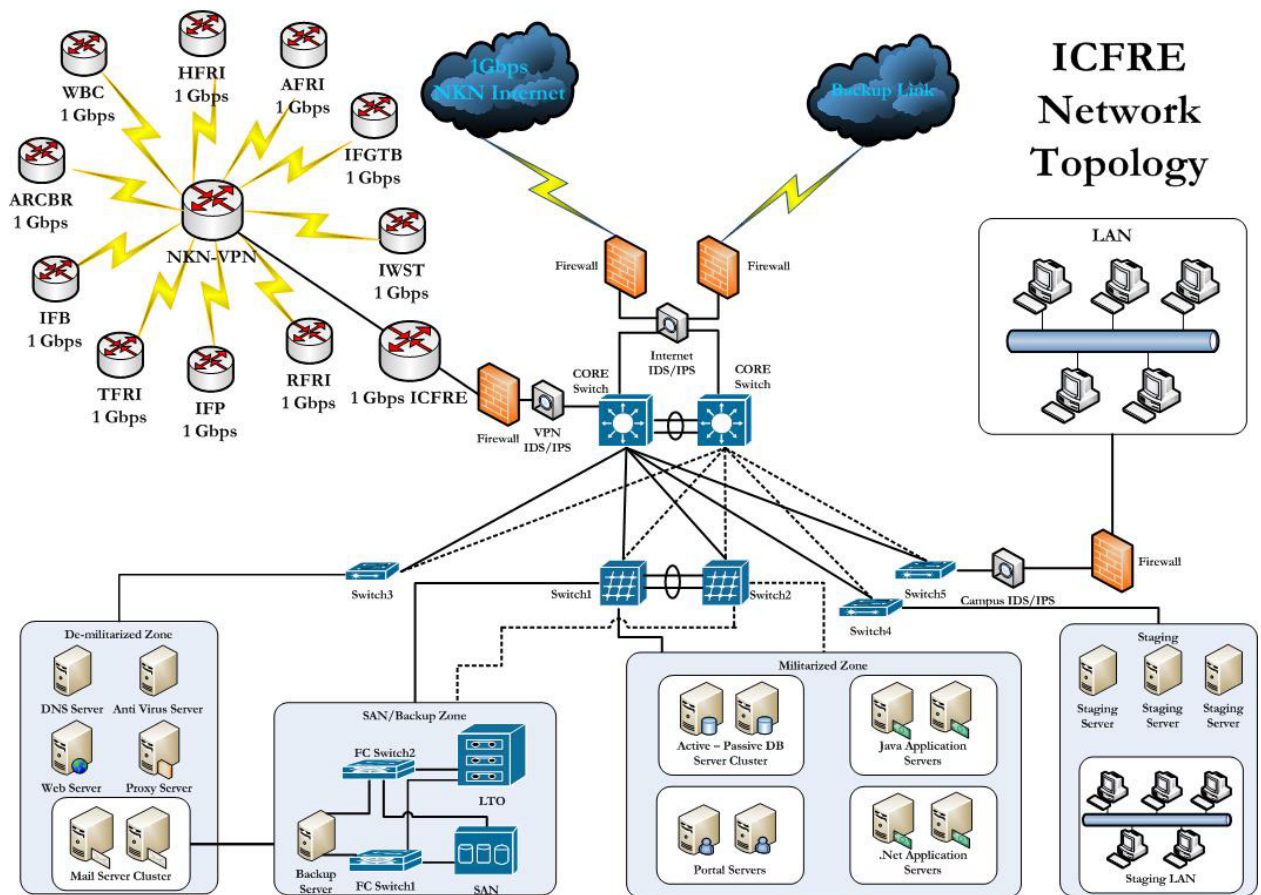 ICFRE
Network
Topology
WBC
1 Gbps
HFRI
1 Gbps
AFRI
1 Gbps
IFGTB
1 Gbps
ARCBR
1 Gbps
NKN-VPN
IWST
1 Gbps
IFB
1 Gbps
TFRI
1 Gbps
IFP
1 Gbps
RFRI
1 Gbps
1 Gbps ICFRE
1Gbps
NKN Internet
Backup Link
Firewall
Firewall
Internet
IDS/IPS
CORE
Switch
CORE
Switch
Firewall
VPN
IDS/IPS
LAN
Firewall
Switch3
Switch1
Switch2
Switch5
Campus IDS/IPS
Switch4
De-militarized Zone
DNS Server
Anti Virus Server
Web Server
Proxy Server
Mail Server Cluster
SAN/Backup Zone
FC Switch2
LTO
Backup
Server
FC Switch1
SAN
Militarized Zone
Active – Passive DB
Server Cluster
Java Application
Servers
Portal Servers
.Net Application
Servers
Staging
Staging
Server
Staging
Server
Staging
Server
Staging LAN